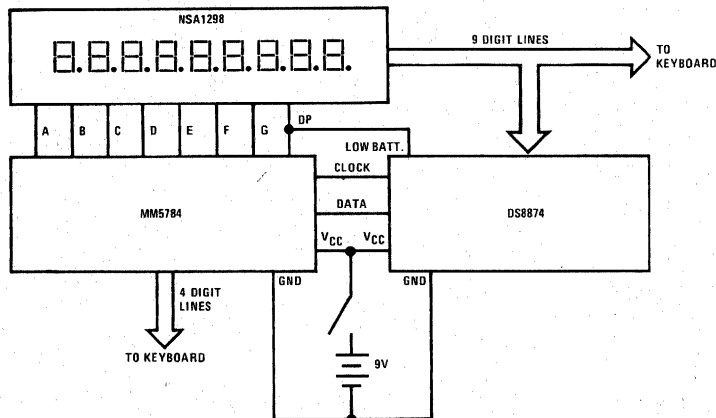 NSA1298
9 DIGIT LINES
TO
KEYBOARD
A
B
C
D
E
F
G
DP
LOW BATT.
CLOCK
MM5784
DATA
DS8874
VCC
VCC
GND
GND
4 DIGIT
LINES
TO KEYBOARD
9V